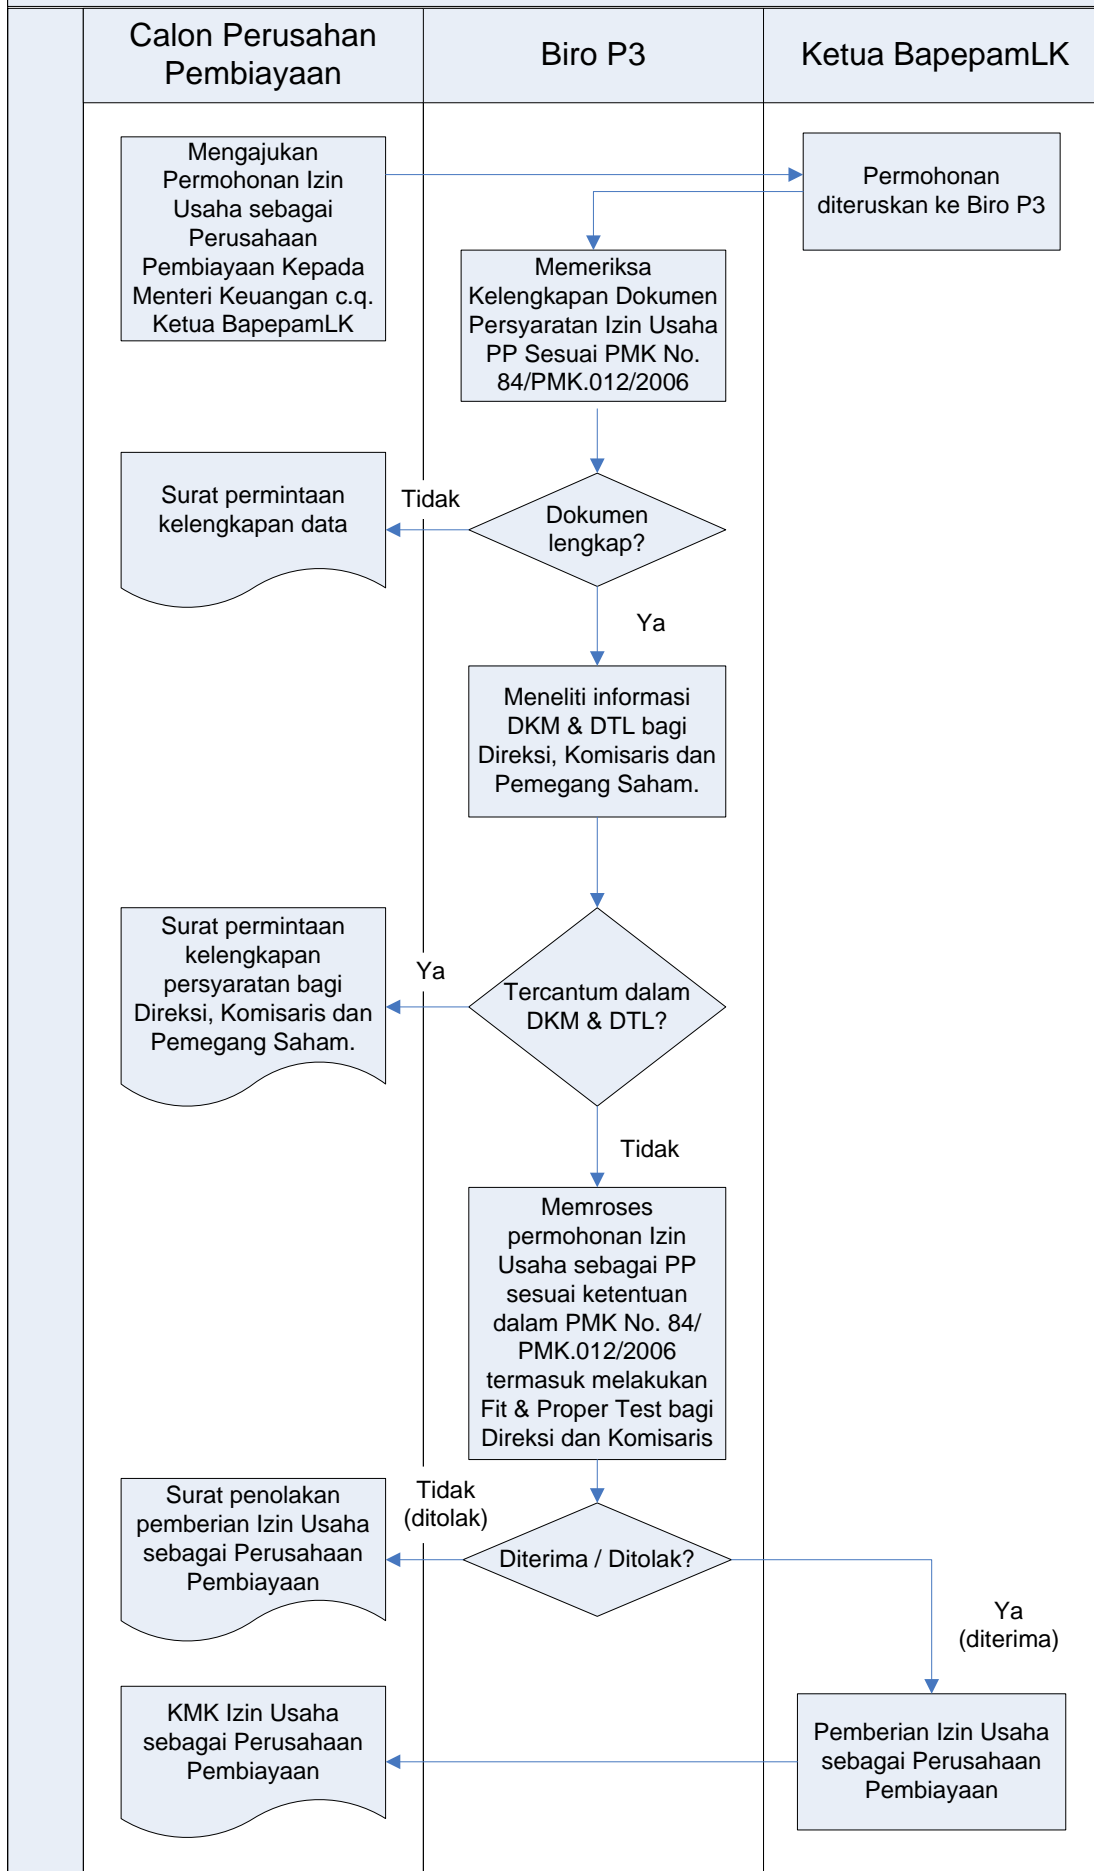 Calon Perusahan
Pembiayaan
Biro P3
Ketua BapepamLK
Mengajukan
Permohonan Izin
Usaha sebagai
Perusahaan
Pembiayaan Kepada
Menteri Keuangan c.q.
Ketua BapepamLK
Permohonan
diteruskan ke Biro P3
Memeriksa
Kelengkapan Dokumen
Persyaratan Izin Usaha
PP Sesuai PMK No.
84/PMK.012/2006
Surat permintaan
kelengkapan data
Tidak
Dokumen
lengkap?
Ya
Meneliti informasi
DKM & DTL bagi
Direksi, Komisaris dan
Pemegang Saham.
Surat permintaan
kelengkapan
persyaratan bagi
Direksi, Komisaris dan
Pemegang Saham.
Ya
Tercantum dalam
DKM & DTL?
Tidak
Memroses
permohonan Izin
Usaha sebagai PP
sesuai ketentuan
dalam PMK No. 84/
PMK.012/2006
termasuk melakukan
Fit & Proper Test bagi
Direksi dan Komisaris
Surat penolakan
pemberian Izin Usaha
sebagai Perusahaan
Pembiayaan
Tidak
(ditolak)
Diterima / Ditolak?
Ya
(diterima)
KMK Izin Usaha
sebagai Perusahaan
Pembiayaan
Pemberian Izin Usaha
sebagai Perusahaan
Pembiayaan